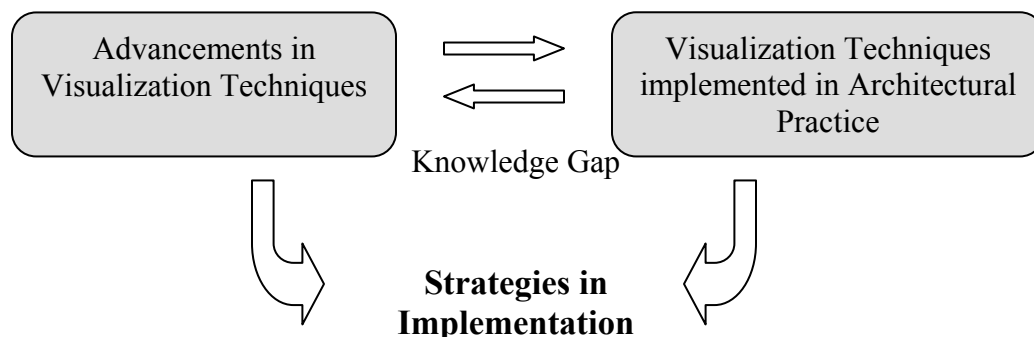 Advancements in
Visualization Techniques
Visualization Techniques
implemented in Architectural
Practice
Knowledge Gap
Strategies in
Implementation